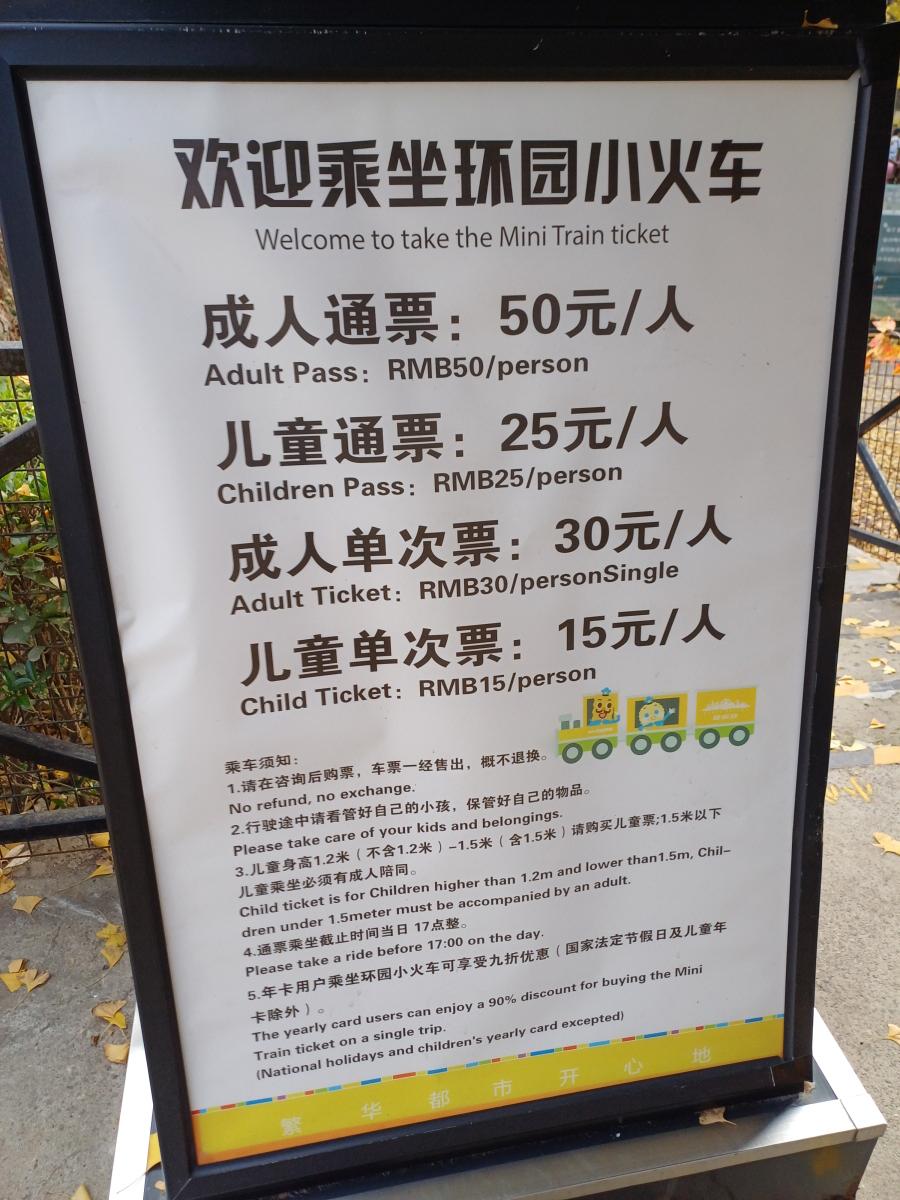 欢迎乘坐环园小火车
Welcome to take the Mini Train ticket
成人通票：50元/人
Adult Pass：RMB50/person
儿童通票：25元/人
Children Pass：RMB25/person
成人单次票：30元/人
Adult Ticket：RMB30/personSingle
儿童单次票：15元/人
Child Ticket：RMB15/person
乘车须知：
1.请在咨询后购票，车票一经售出，概不退换。
No refund, no exchange.
2.行驶途中请看管好自己的小孩，保管好自己的物品。
Please take care of your kids and belongings.
3.儿童身高1.2米（不含1.2米）-1.5米（含1.5米）请购买儿童票;1.5米以下
儿童乘坐必须有成人陪同。
Child ticket is for Children higher than 1.2m and lower than1.5m, Chil-
dren under 1.5meter must be accompanied by an adult.
4.通票乘坐截止时间当日 17点整。
Please take a ride before 17:00 on the day.
5.年卡用户乘坐环园小火车可享受九折优惠（国家法定节假日及儿童年
卡除外）。
The yearly card users can enjoy a 90% discount for buying the Mini
Train ticket on a single trip.
(National holidays and children's yearly card excepted)
繁华都市开心地